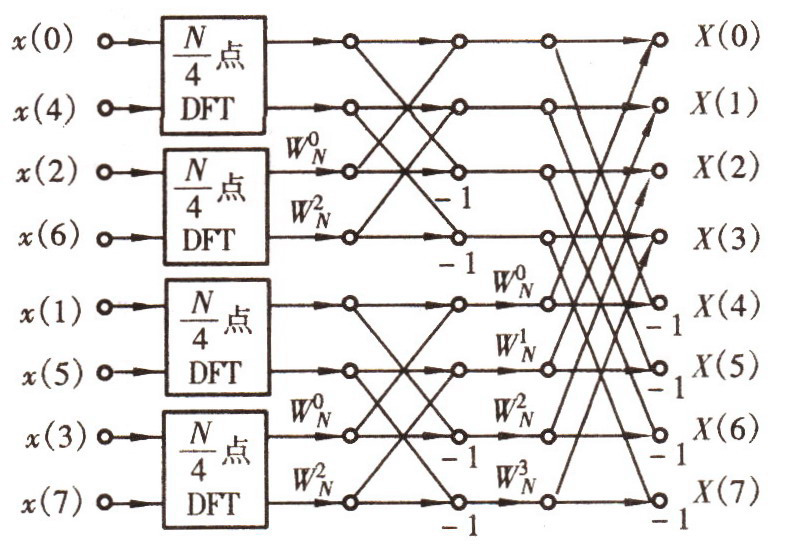 x(0) N/4 点 DFT X(0)
x(4) X(1)
x(2) N/4 点 DFT W_N^0 -1 X(2)
x(6) W_N^2 -1 X(3)
x(1) N/4 点 DFT W_N^0 -1 X(4)
x(5) W_N^1 -1 X(5)
x(3) N/4 点 DFT W_N^0 -1 W_N^2 -1 X(6)
x(7) W_N^2 -1 W_N^3 -1 X(7)